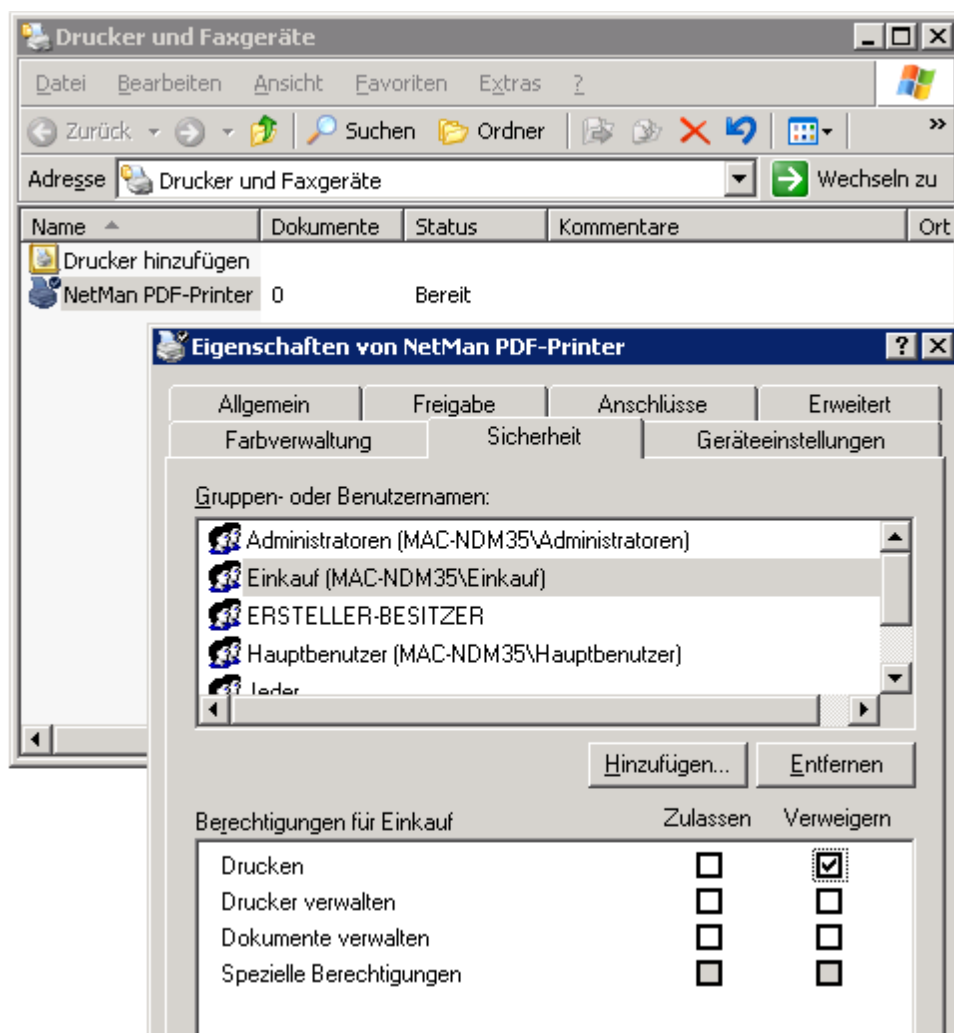 Drucker und Faxgeräte
Datei Bearbeiten Ansicht Favoriten Extras ?
Zurück Suchen Ordner »
Adresse Drucker und Faxgeräte Wechseln zu
Name Dokumente Status Kommentare Ort
Drucker hinzufügen
NetMan PDF-Printer 0 Bereit
Eigenschaften von NetMan PDF-Printer ?
Allgemein Freigabe Anschlüsse Erweitert
Farbverwaltung Sicherheit Geräteeinstellungen
Gruppen- oder Benutzernamen:
Administratoren (MAC-NDM35\Administratoren)
Einkauf (MAC-NDM35\Einkauf)
ERSTELLER-BESITZER
Hauptbenutzer (MAC-NDM35\Hauptbenutzer)
Jeder
Hinzufügen... Entfernen
Berechtigungen für Einkauf Zulassen Verweigern
Drucken
Drucker verwalten
Dokumente verwalten
Spezielle Berechtigungen